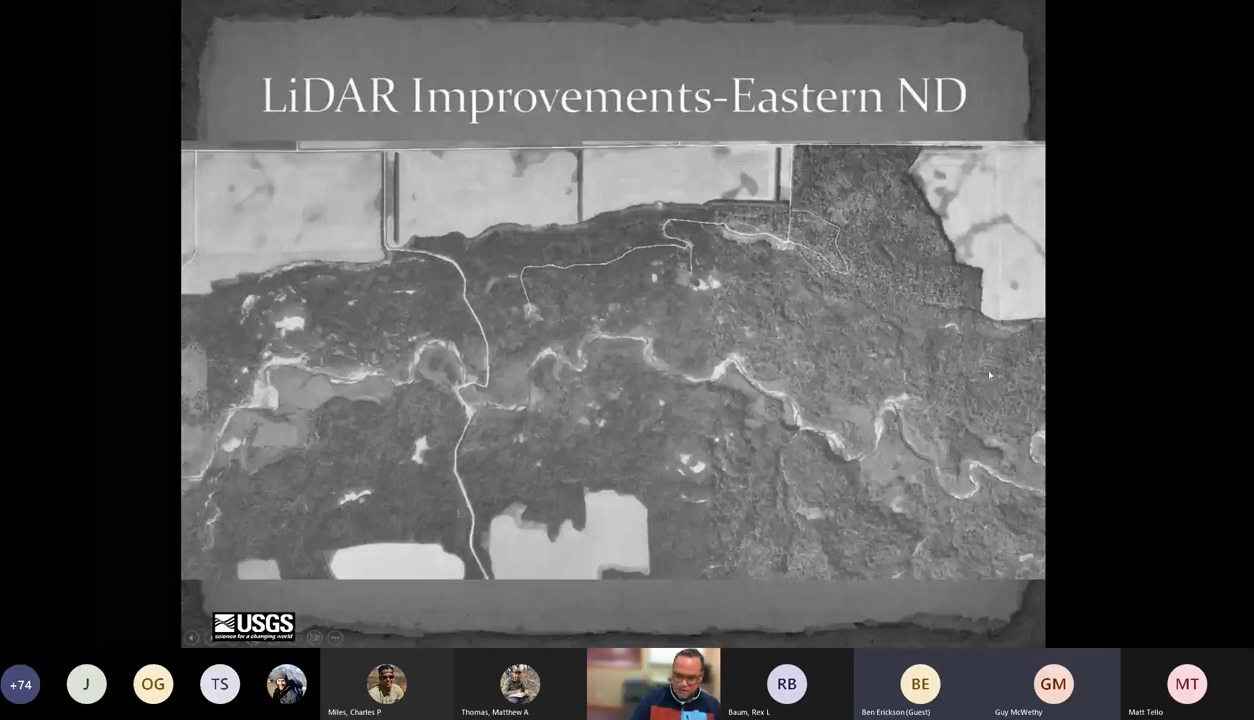 LiDAR Improvements-Eastern ND
USGS
science for a changing world
+74
J
OG
TS
RB
BE
GM
MT
Miles, Charles P
Thomas, Matthew A
Baum, Rex L
Ben Erickson (Guest)
Guy McWethy
Matt Tello